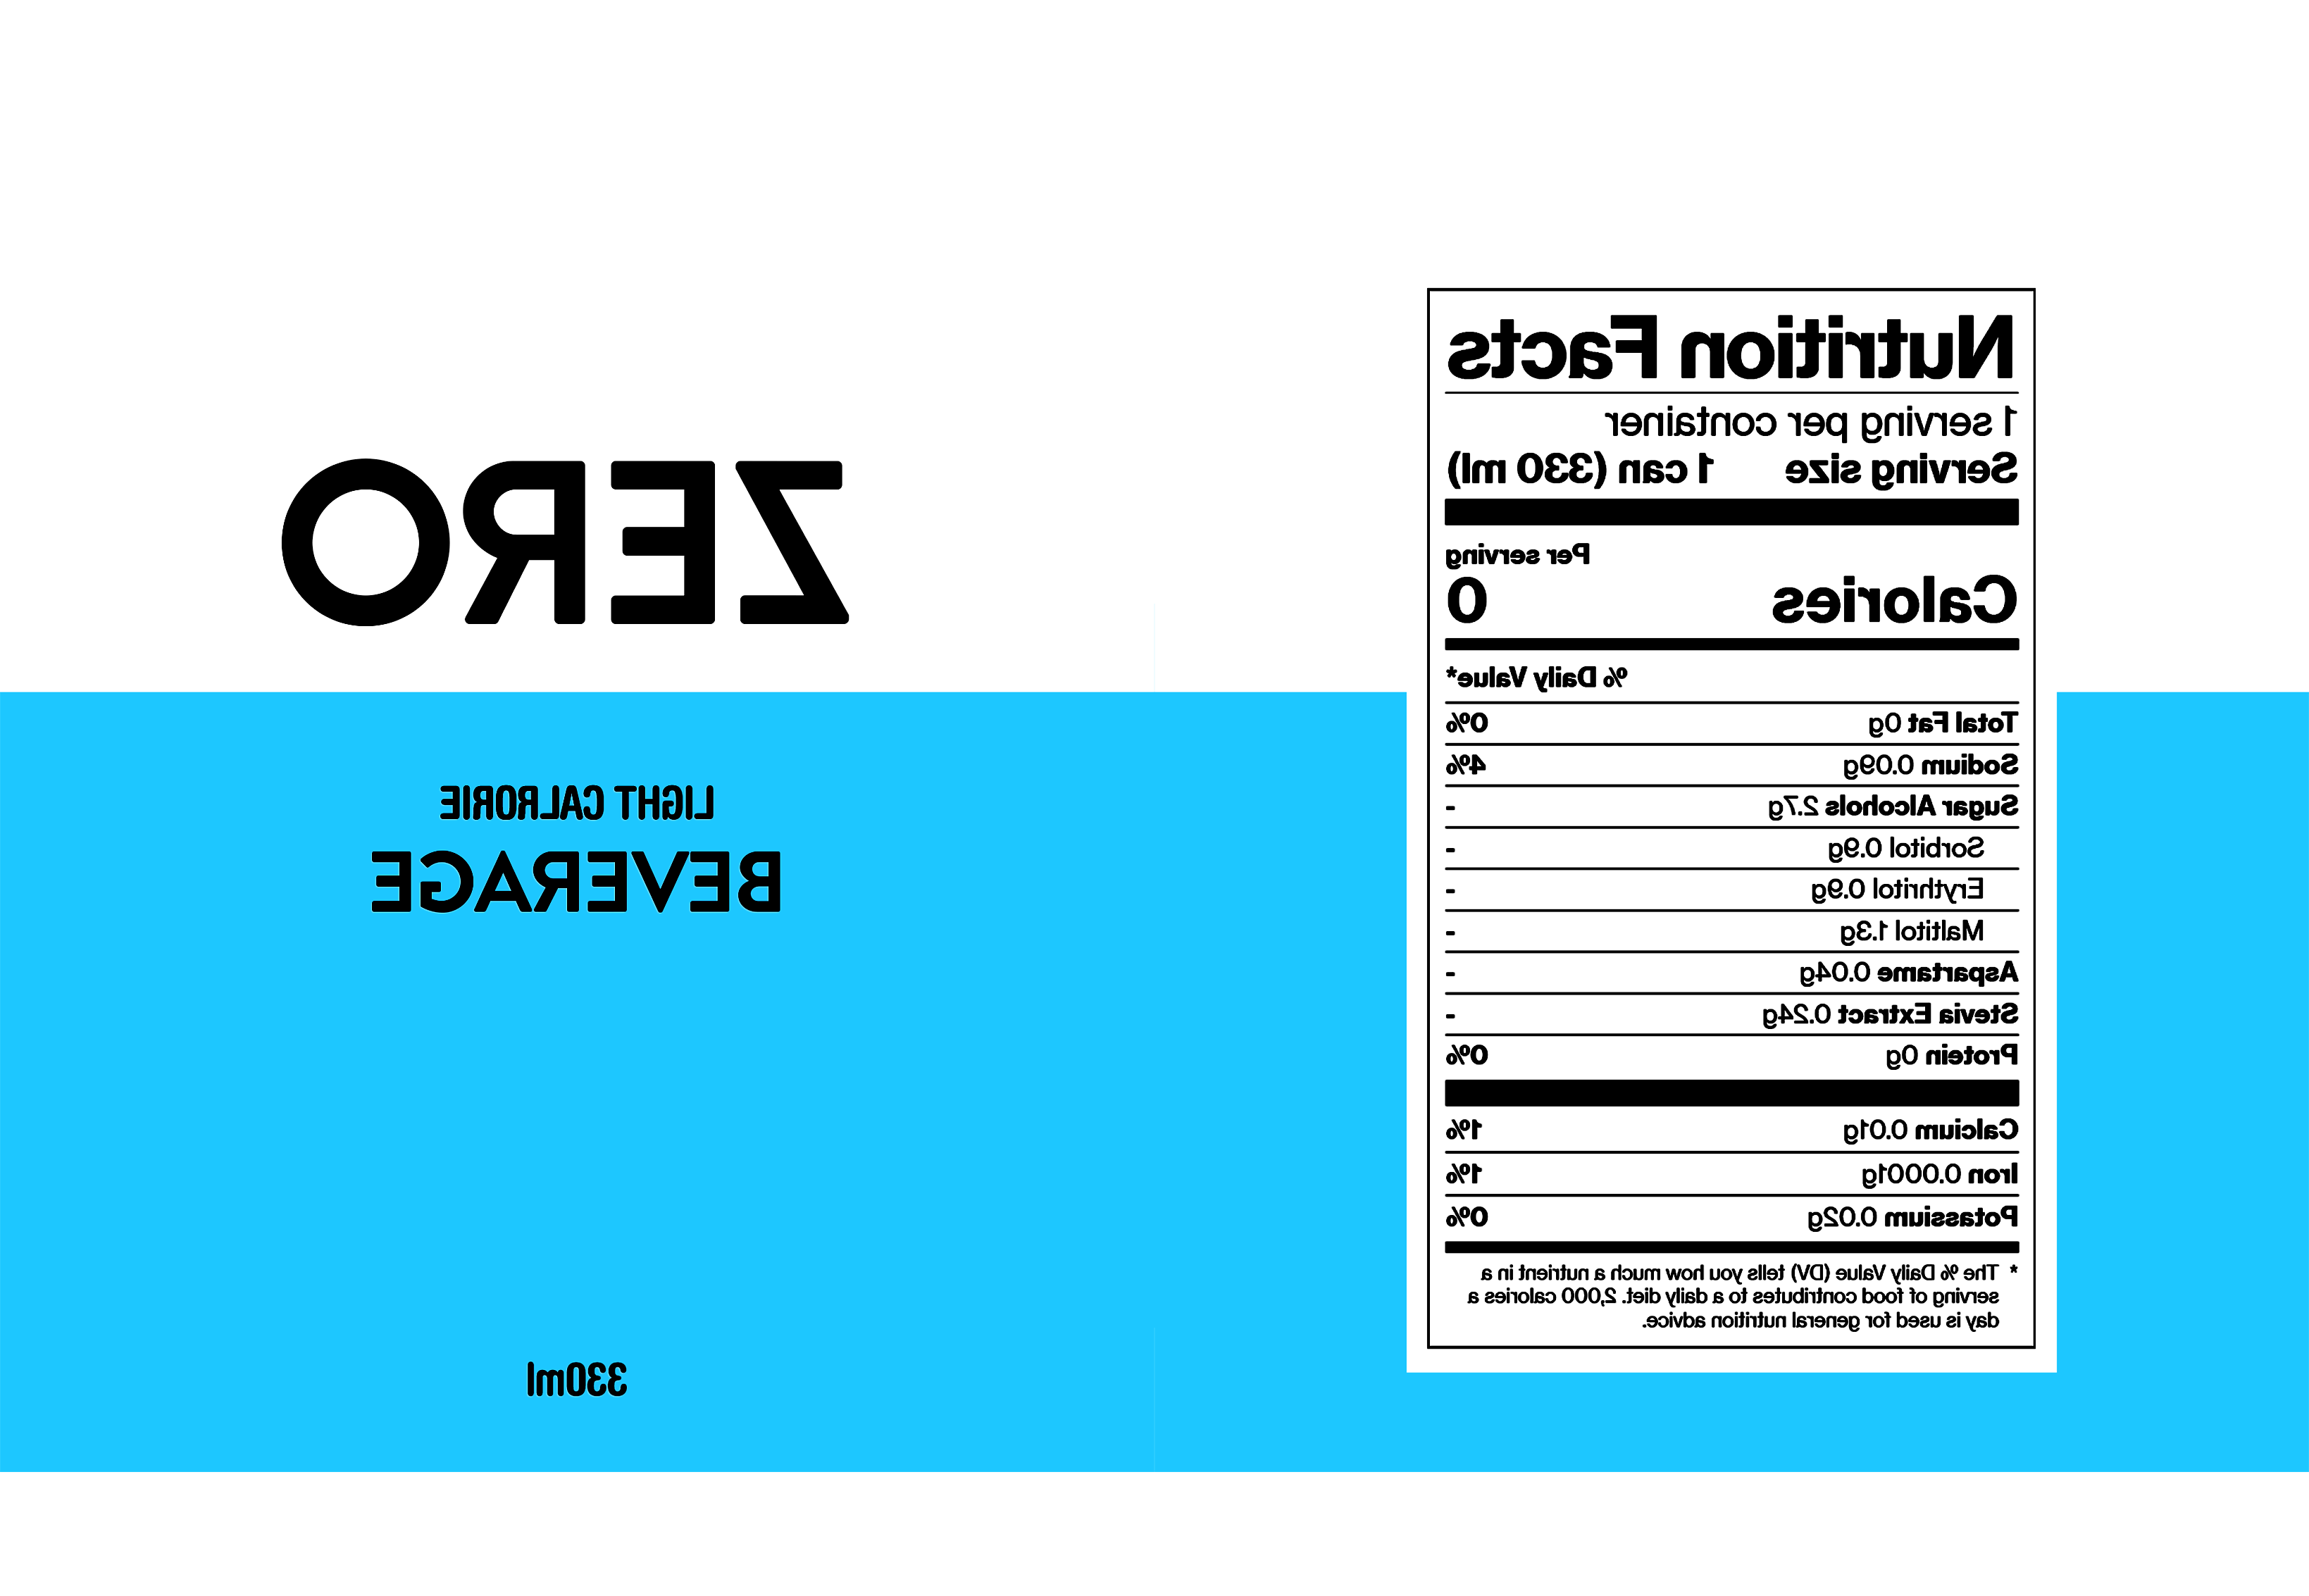 ZERO
LIGHT CALRORIE
BEVERAGE
330ml
Nutrition Facts
1 serving per container
Serving size 1 can (330 ml)
Per serving
Calories 0
% Daily Value*
Total Fat 0g 0%
Sodium 0.09g 4%
Sugar Alcohols 2.7g -
Sorbitol 0.9g -
Erythritol 0.9g -
Maltitol 1.3g -
Aspartame 0.04g -
Stevia Extract 0.24g -
Protein 0g 0%
Calcium 0.01g 1%
Iron 0.0001g 1%
Potassium 0.02g 0%
* The % Daily Value (DV) tells you how much a nutrient in a
serving of food contributes to a daily diet. 2,000 calories a
day is used for general nutrition advice.